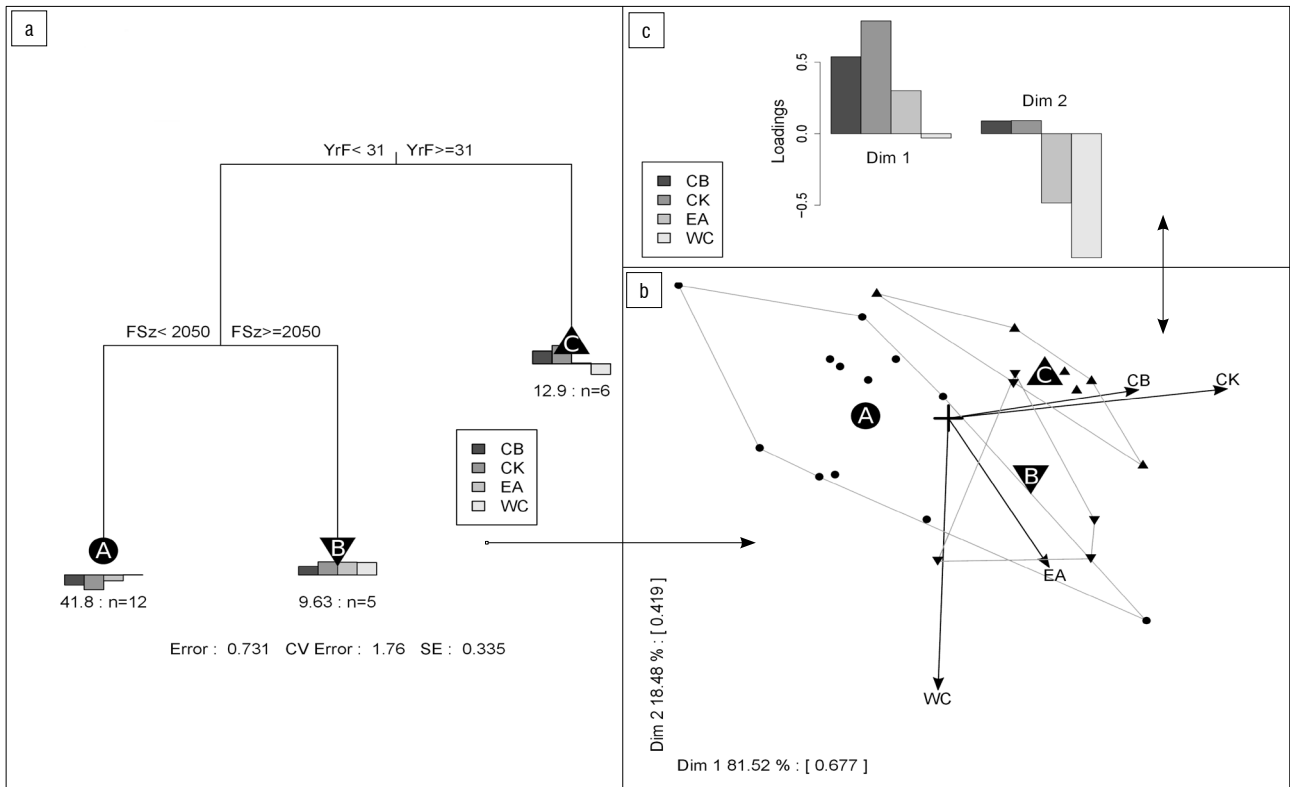 a
YrF< 31 YrF>=31
FSz< 2050 FSz>=2050
C
12.9 : n=6
CB
CK
EA
WC
A
B
41.8 : n=12
9.63 : n=5
Error : 0.731 CV Error : 1.76 SE : 0.335
c
0.5
0.0
−0.5
Loadings
Dim 1
Dim 2
CB
CK
EA
WC
b
A
C
B
CB
CK
EA
WC
Dim 2 18.48 % : [ 0.419 ]
Dim 1 81.52 % : [ 0.677 ]